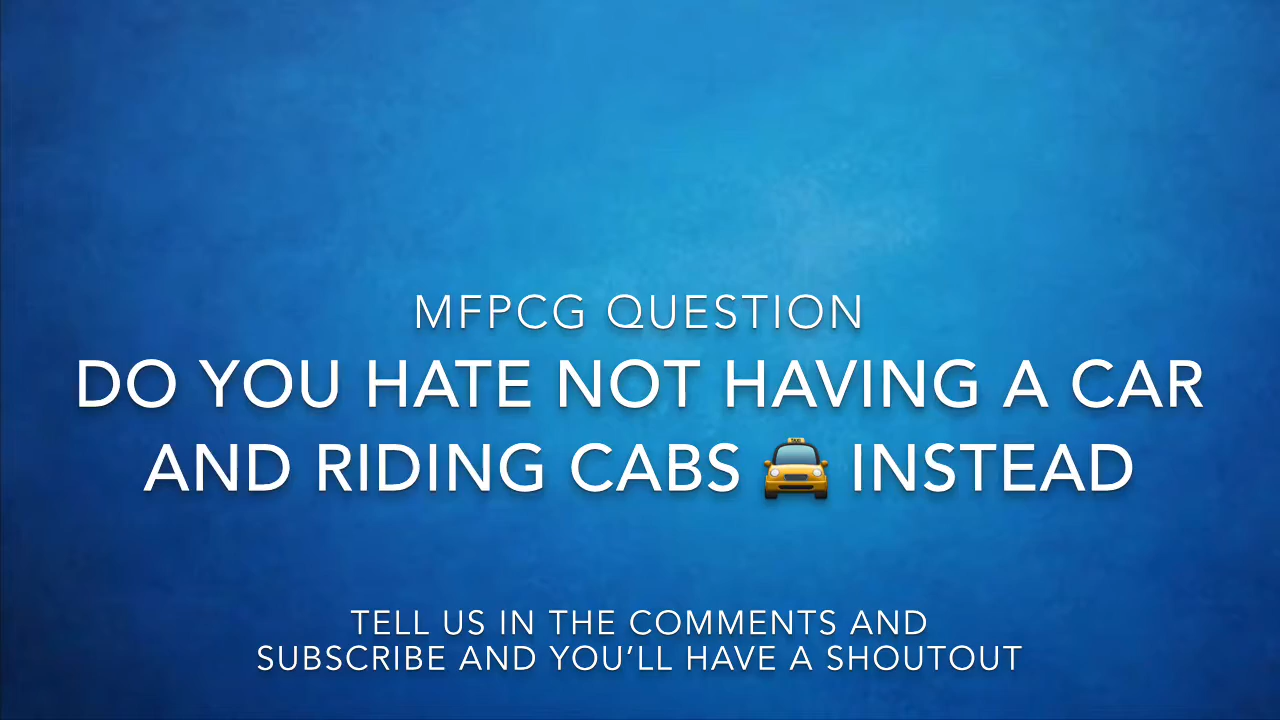 MFPCG QUESTION
DO YOU HATE NOT HAVING A CAR
AND RIDING CABS 🚖 INSTEAD
TELL US IN THE COMMENTS AND
SUBSCRIBE AND YOU’LL HAVE A SHOUTOUT